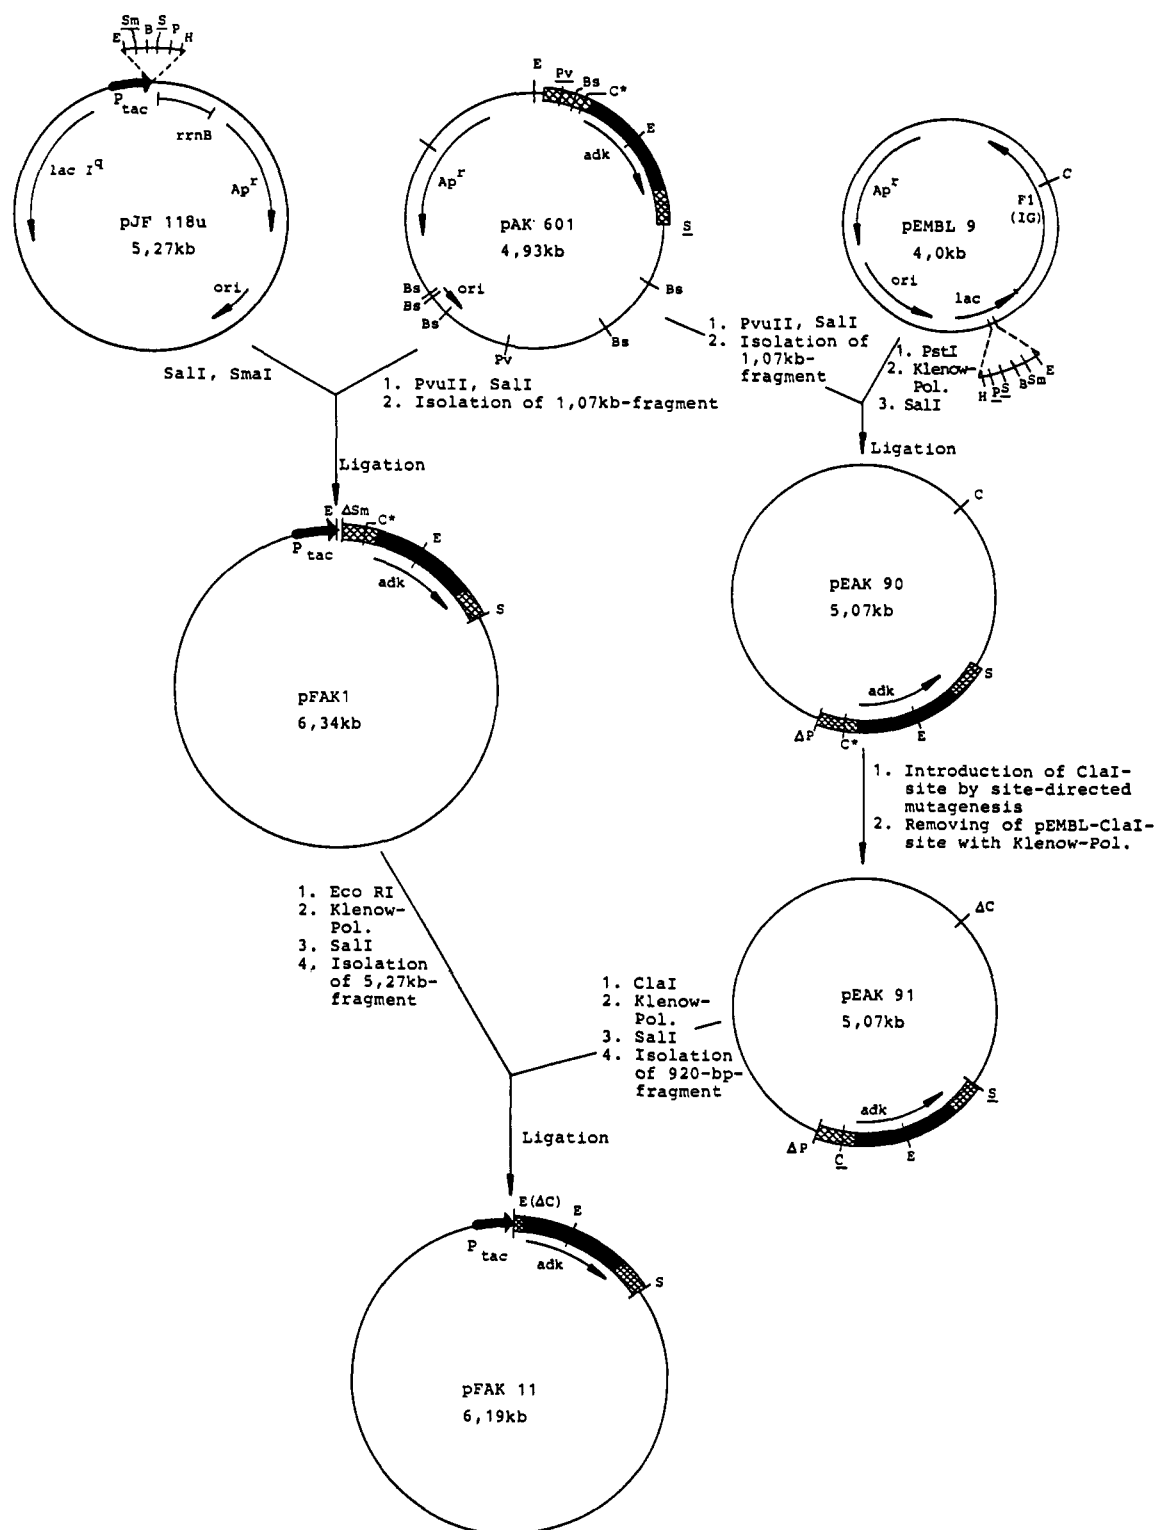 E Sm B S P H
P tac
rrnB
lac I q
Ap r
pJF 118u
5,27kb
ori
E Pv Bs C*
E
adk
Ap r
pAK 601
4,93kb
S
Bs
Bs
Bs
ori
Bs
Pv
Bs
C
F1
(IG)
Ap r
pEMBL 9
4,0kb
ori
lac
H P S B Sm E
SalI, SmaI
1. PvuII, SalI
2. Isolation of 1,07kb-fragment
1. PvuII, SalI
2. Isolation of
1,07kb-
fragment
1. PstI
2. Klenow-
Pol.
3. SalI
Ligation
Ligation
E ΔSm C*
E
P tac
adk
S
pFAK1
6,34kb
C
pEAK 90
5,07kb
adk
S
ΔP
C*
E
1. Introduction of ClaI-
site by site-directed
mutagenesis
2. Removing of pEMBL-ClaI-
site with Klenow-Pol.
1. Eco RI
2. Klenow-
Pol.
3. SalI
4, Isolation
of 5,27kb-
fragment
1. ClaI
2. Klenow-
Pol.
3. SalI
4. Isolation
of 920-bp-
fragment
ΔC
pEAK 91
5,07kb
adk
S
ΔP
C
E
Ligation
E(ΔC)
E
P tac
adk
S
pFAK 11
6,19kb